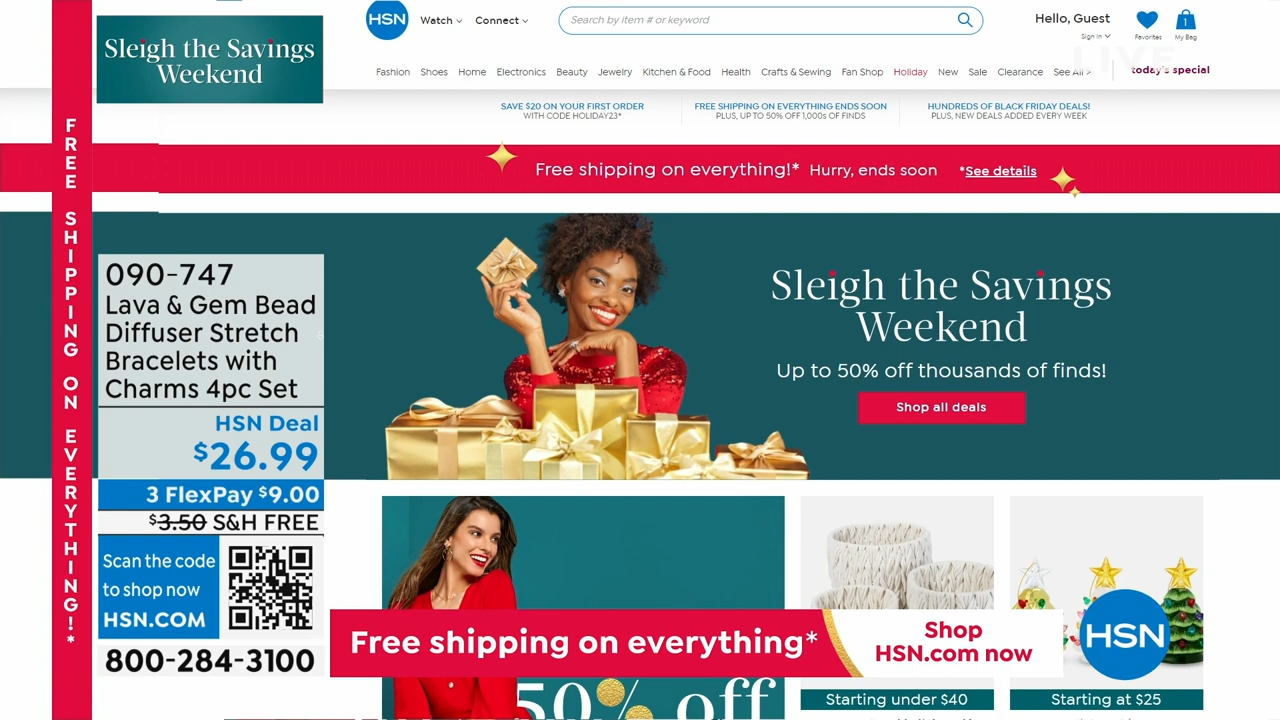 Sleigh the Savings
Weekend
FREE SHIPPING ON EVERYTHING!*
HSN
Watch
Connect
Search by item # or keyword
Hello, Guest
Sign In
Favorites
1
My Bag
LIVE
Fashion Shoes Home Electronics Beauty Jewelry Kitchen & Food Health Crafts & Sewing Fan Shop Holiday New Sale Clearance See All >
today's special
SAVE $20 ON YOUR FIRST ORDER
WITH CODE HOLIDAY23*
FREE SHIPPING ON EVERYTHING ENDS SOON
PLUS, UP TO 50% OFF 1,000s OF FINDS
HUNDREDS OF BLACK FRIDAY DEALS!
PLUS, NEW DEALS ADDED EVERY WEEK
Free shipping on everything!* Hurry, ends soon *See details
090-747
Lava & Gem Bead
Diffuser Stretch
Bracelets with
Charms 4pc Set
HSN Deal
$26.99
3 FlexPay $9.00
$3.50 S&H FREE
Scan the code
to shop now
HSN.COM
800-284-3100
Sleigh the Savings
Weekend
Up to 50% off thousands of finds!
Shop all deals
Free shipping on everything*
Shop
HSN.com now
HSN
50% off
Starting under $40
Starting at $25